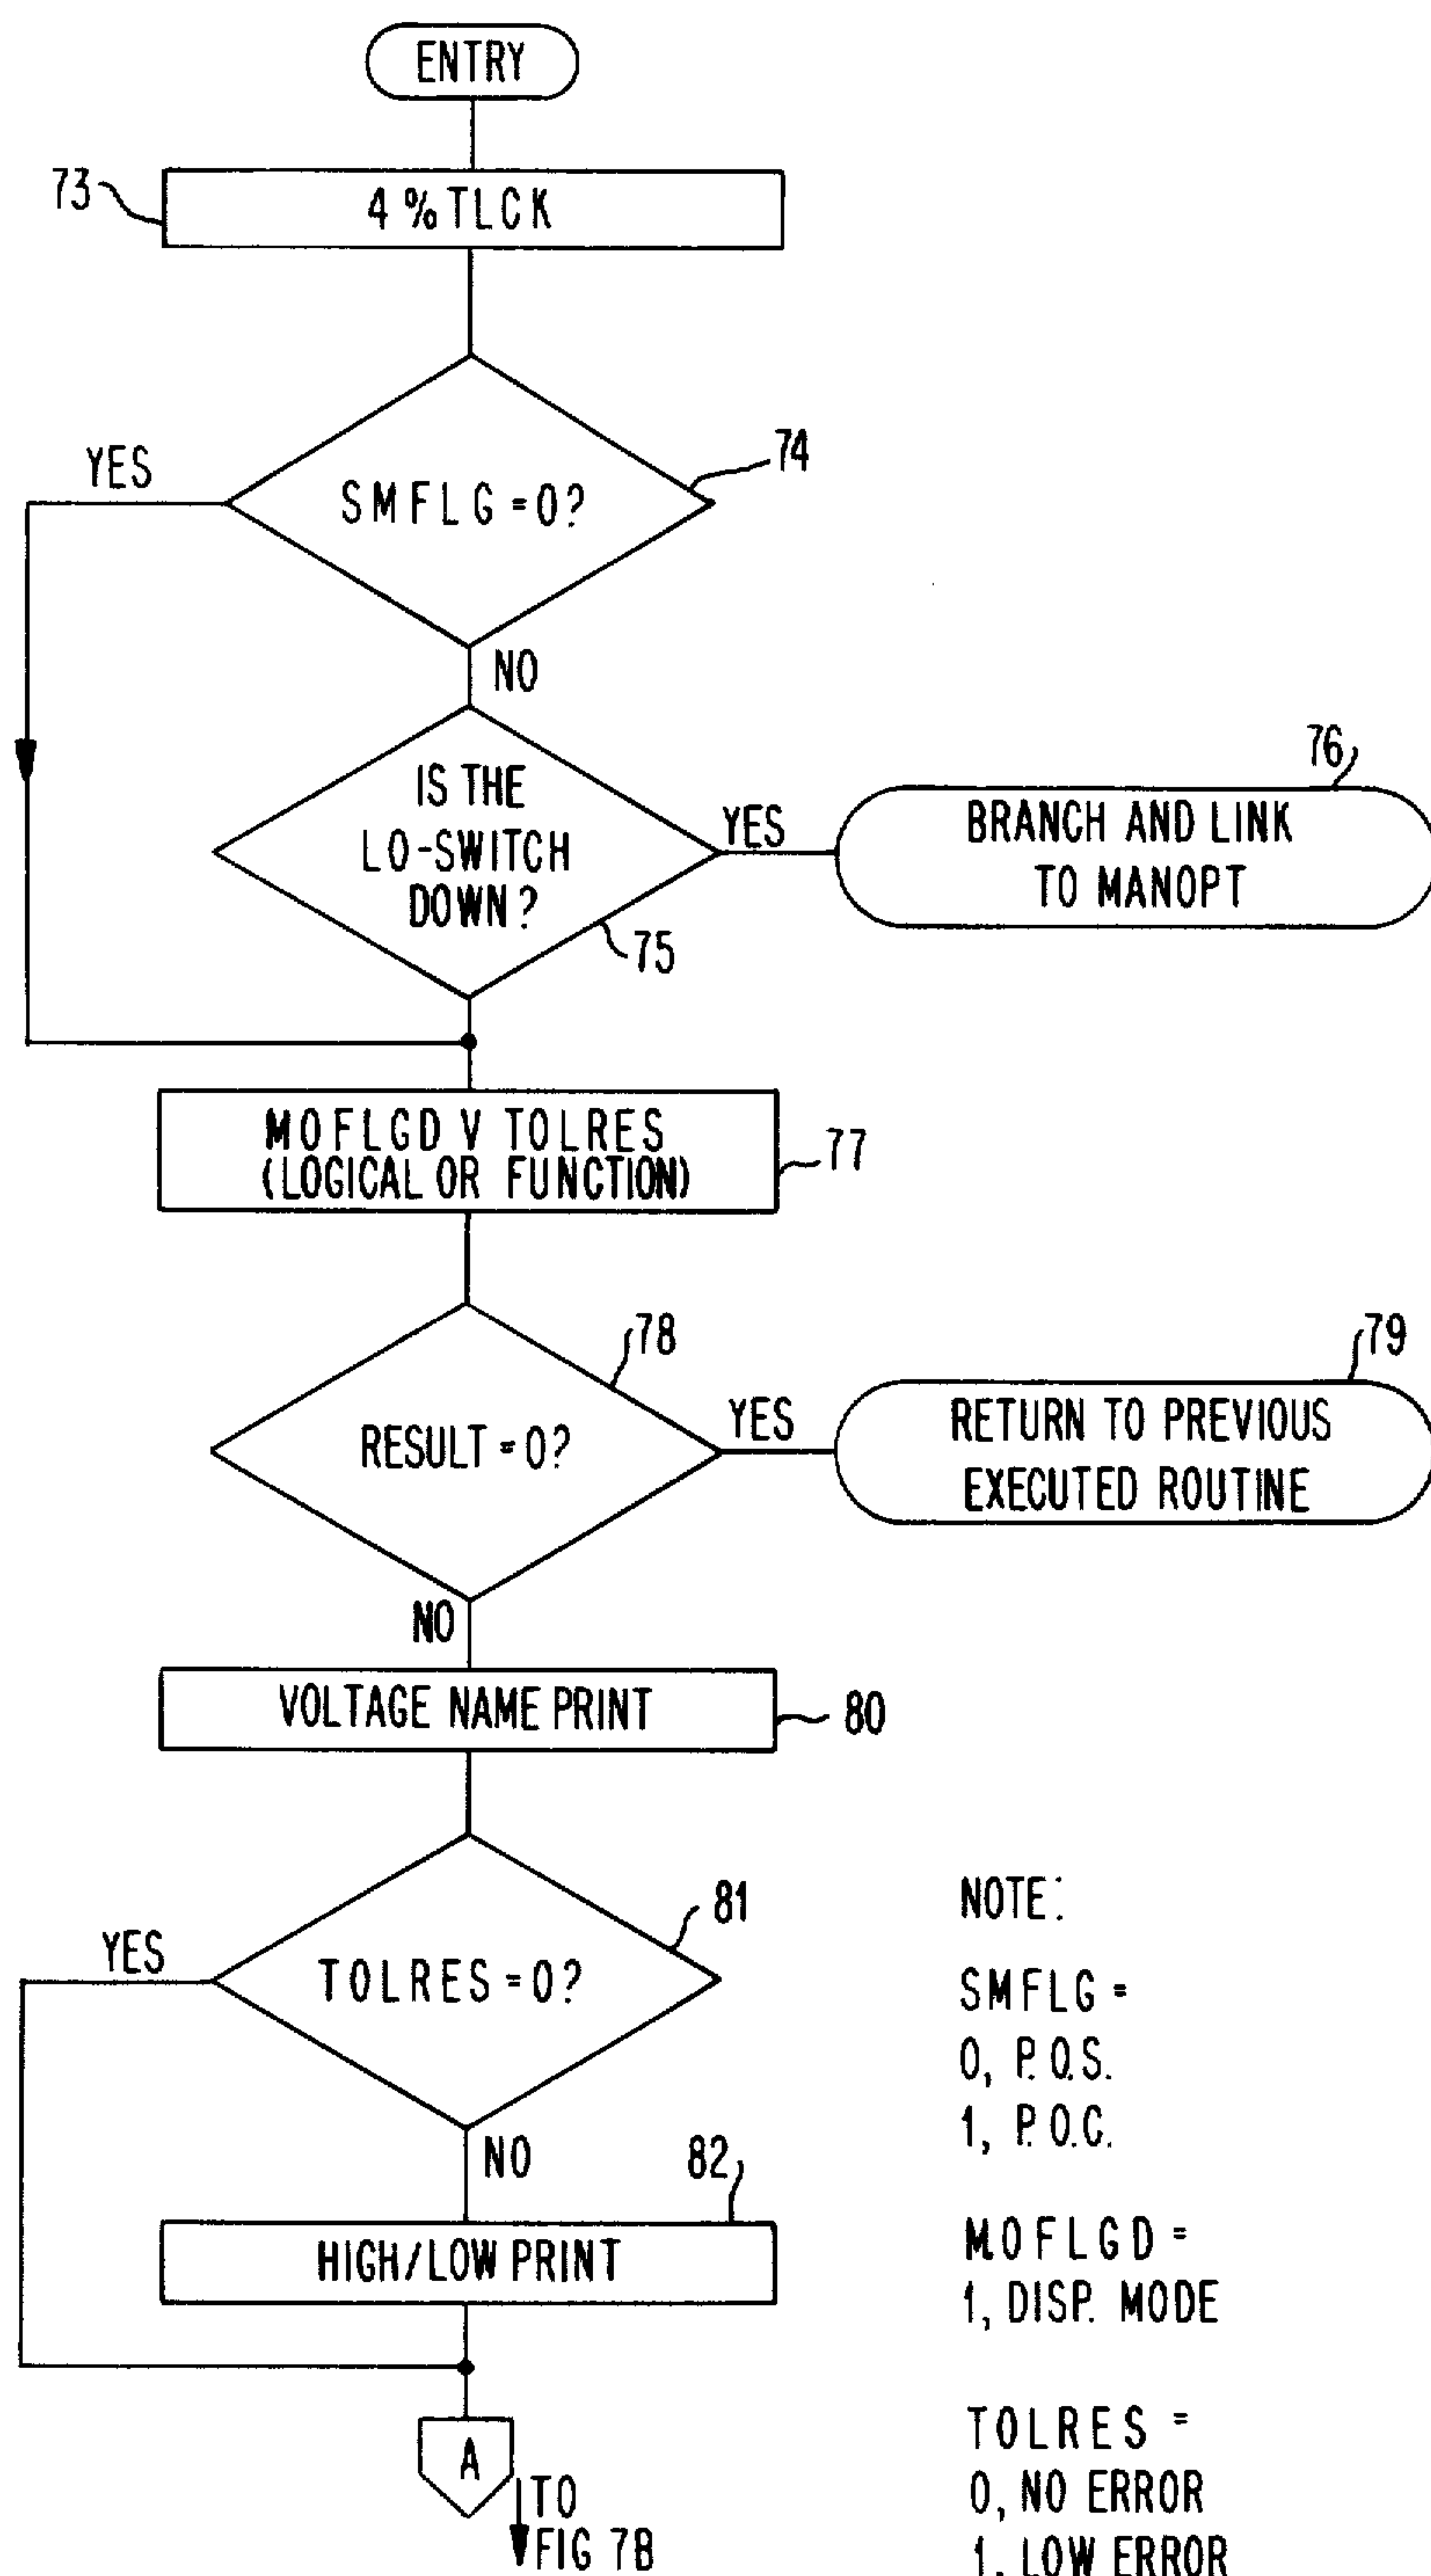 ENTRY
73
4 % TLCK
74
YES
SMFLG = 0?
NO
76
IS THE
LO-SWITCH
DOWN?
YES
BRANCH AND LINK
TO MANOPT
75
MOFLGD V TOLRES
(LOGICAL OR FUNCTION)
77
78
79
RESULT = 0?
YES
RETURN TO PREVIOUS
EXECUTED ROUTINE
NO
VOLTAGE NAME PRINT
80
81
YES
TOLRES = 0?
NO
82
HIGH/LOW PRINT
A
TO
FIG 7B
NOTE:
SMFLG =
0, P.O.S.
1, P.O.C.
MOFLGD =
1, DISP. MODE
TOLRES =
0, NO ERROR
1, LOW ERROR